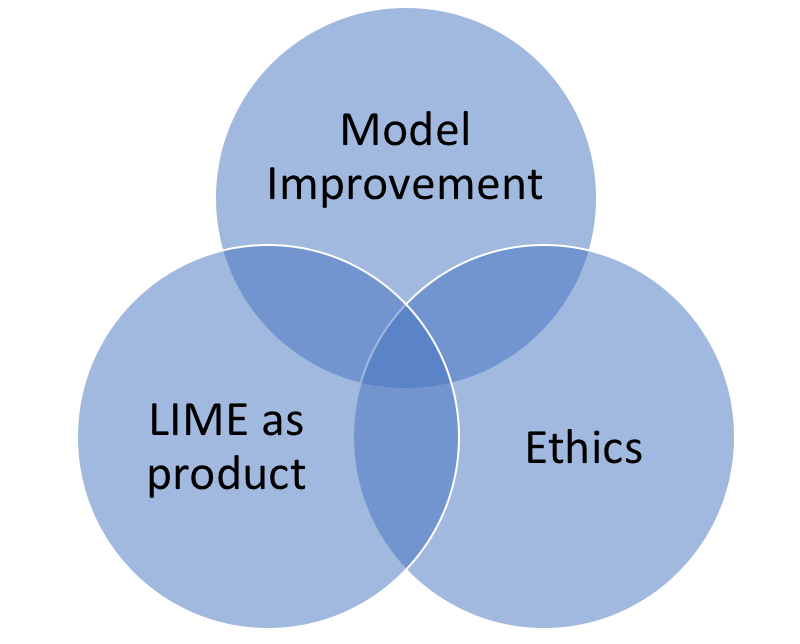 Model
Improvement
LIME as
product
Ethics